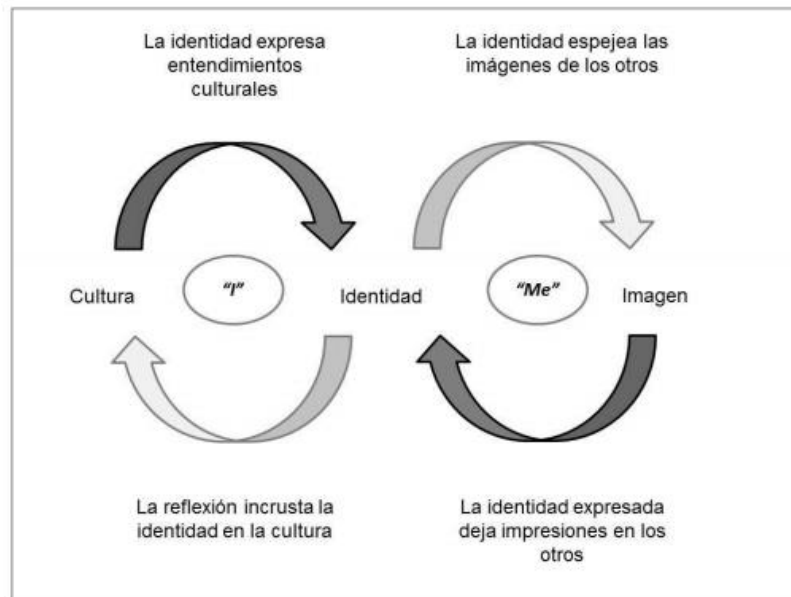 La identidad expresa
entendimientos
culturales
La identidad espejea las
imágenes de los otros
Cultura
"I"
Identidad
"Me"
Imagen
La reflexión incrusta la
identidad en la cultura
La identidad expresada
deja impresiones en los
otros